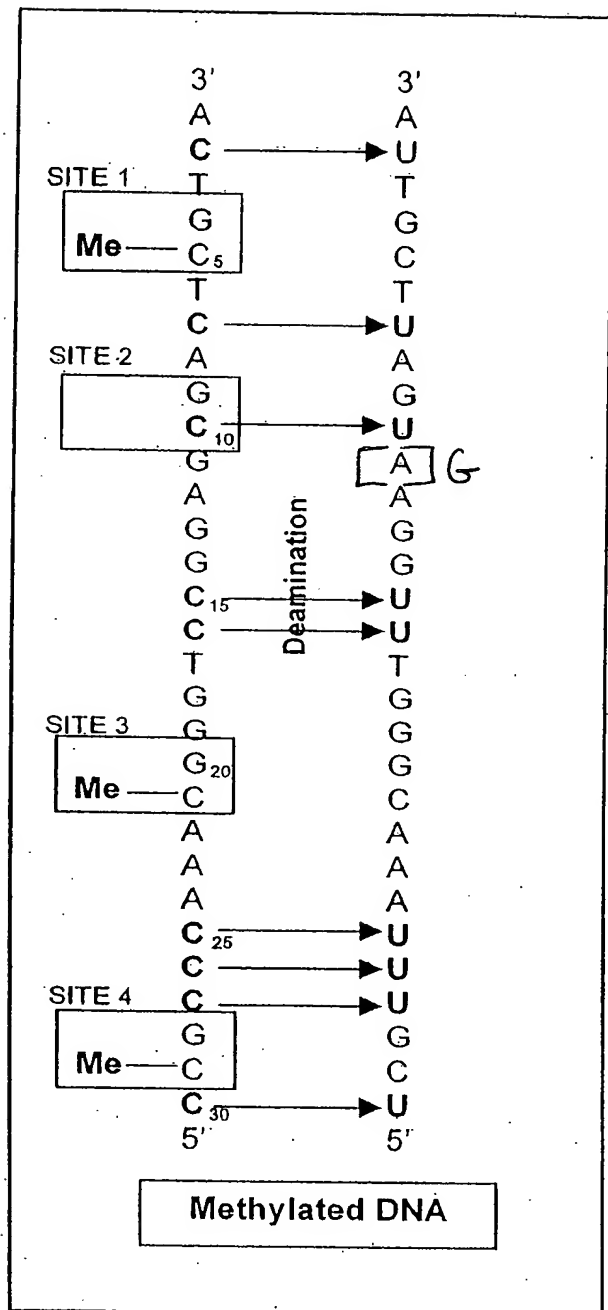 3' 3'
A A
C U
SITE 1 T T
G G
Me C5 C
T T
C U
SITE 2 A A
G G
C10 U
G A G
A A
G G
G G
Deamination
C15 U
C U
T T
G G
SITE 3 G G
G20 G
Me C C
A A
A A
A A
C25 U
C U
SITE 4 C U
G G
Me C C
C30 U
5' 5'
Methylated DNA